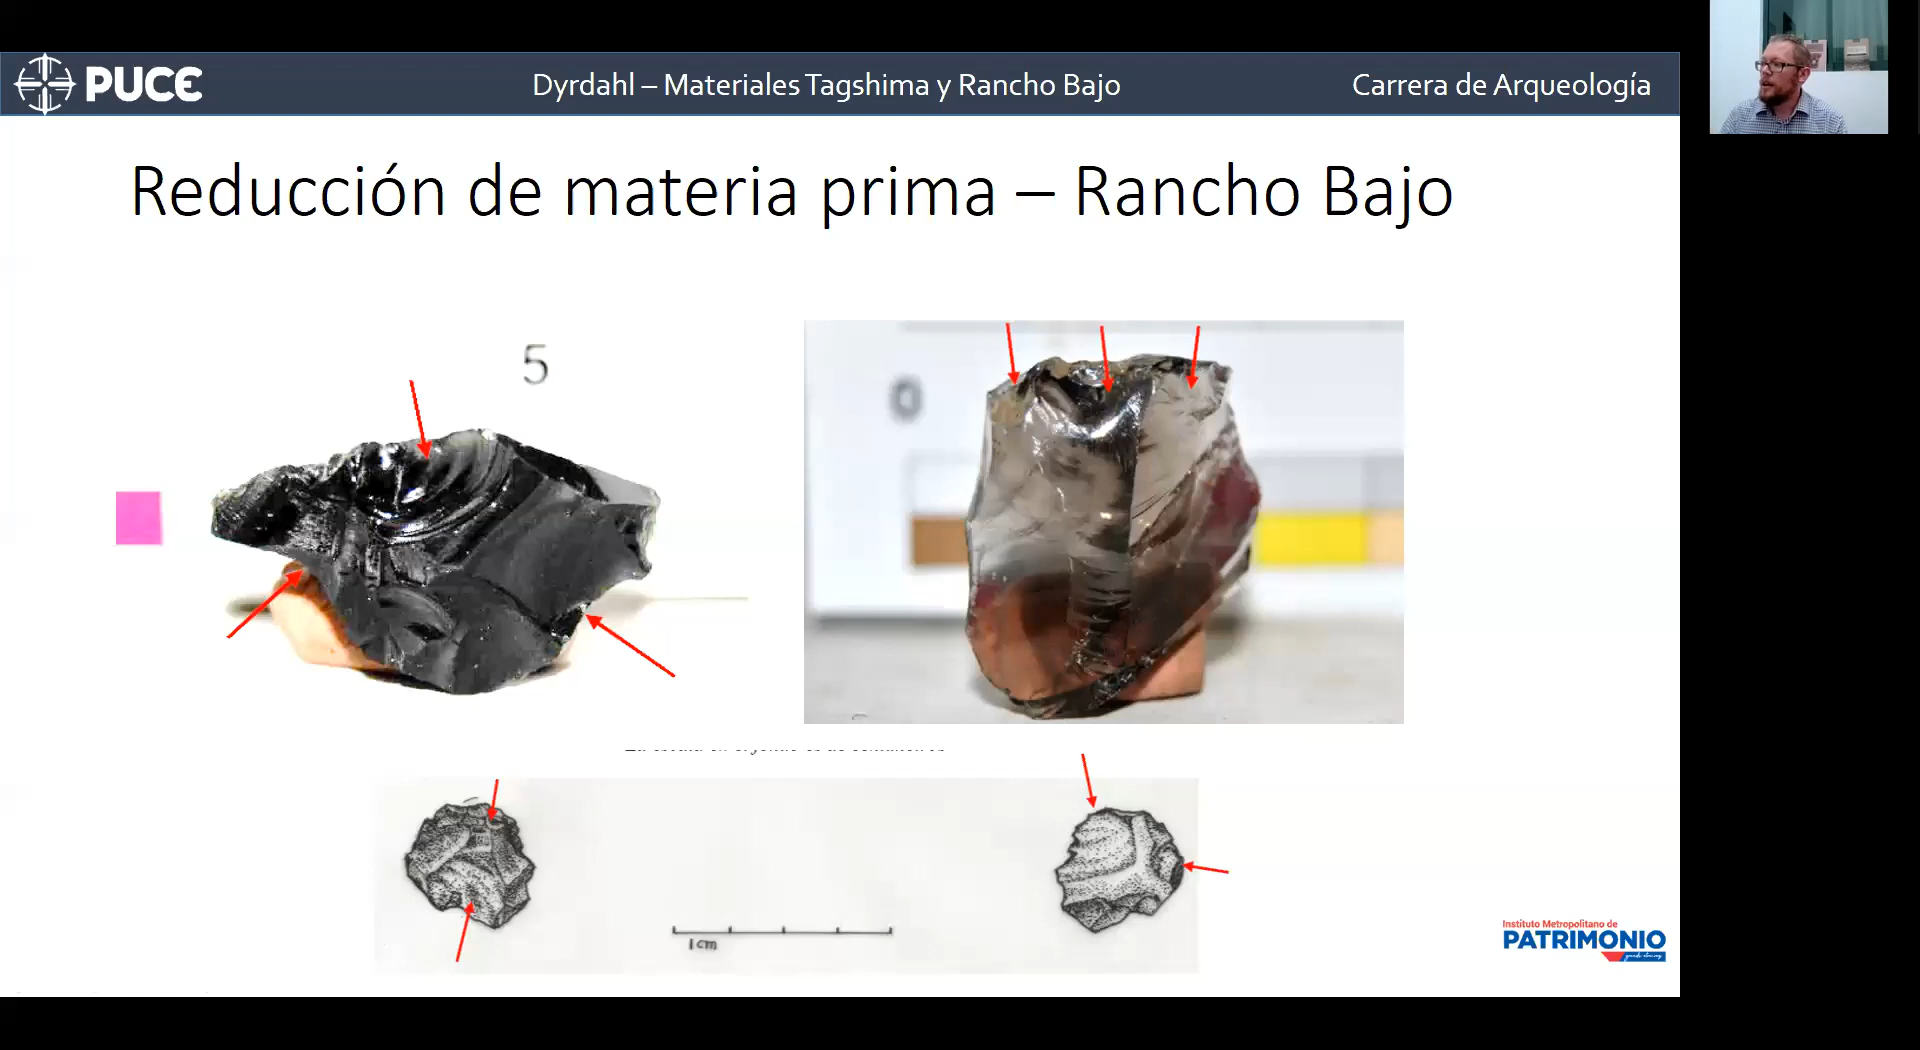 PUCE
Dyrdahl – Materiales Tagshima y Rancho Bajo
Carrera de Arqueología
Reducción de materia prima – Rancho Bajo
5
0
1 cm
Instituto Metropolitano de
PATRIMONIO